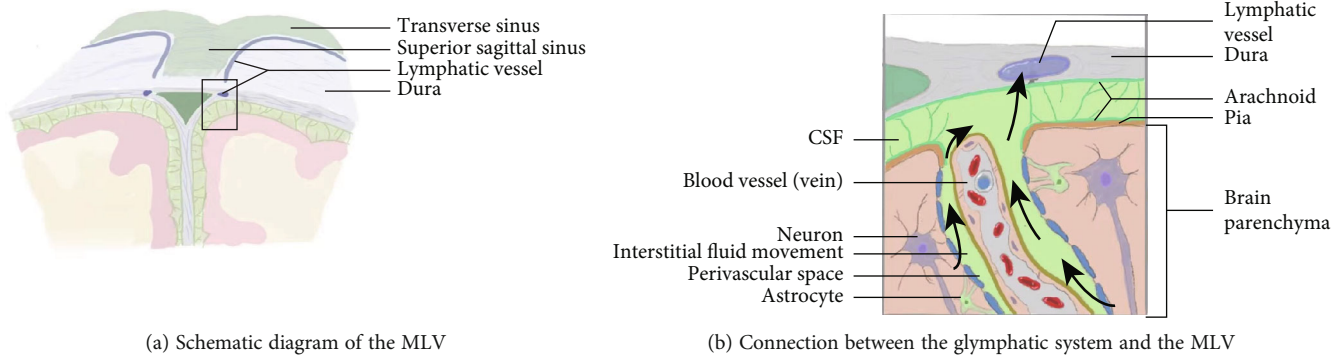 Transverse sinus
Superior sagittal sinus
Lymphatic vessel
Dura
(a) Schematic diagram of the MLV
Lymphatic
vessel
Dura
Arachnoid
Pia
Brain
parenchyma
CSF
Blood vessel (vein)
Neuron
Interstitial fluid movement
Perivascular space
Astrocyte
(b) Connection between the glymphatic system and the MLV